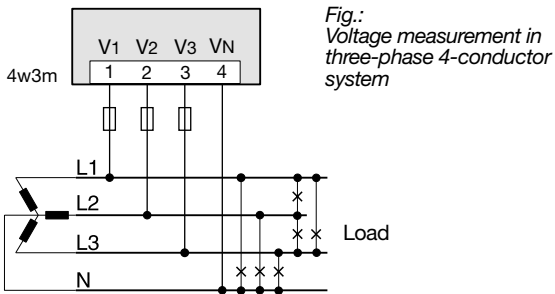 Fig.:
Voltage measurement in
three-phase 4-conductor
system
V1 V2 V3 VN
4w3m
1 2 3 4
L1
L2
L3
Load
N